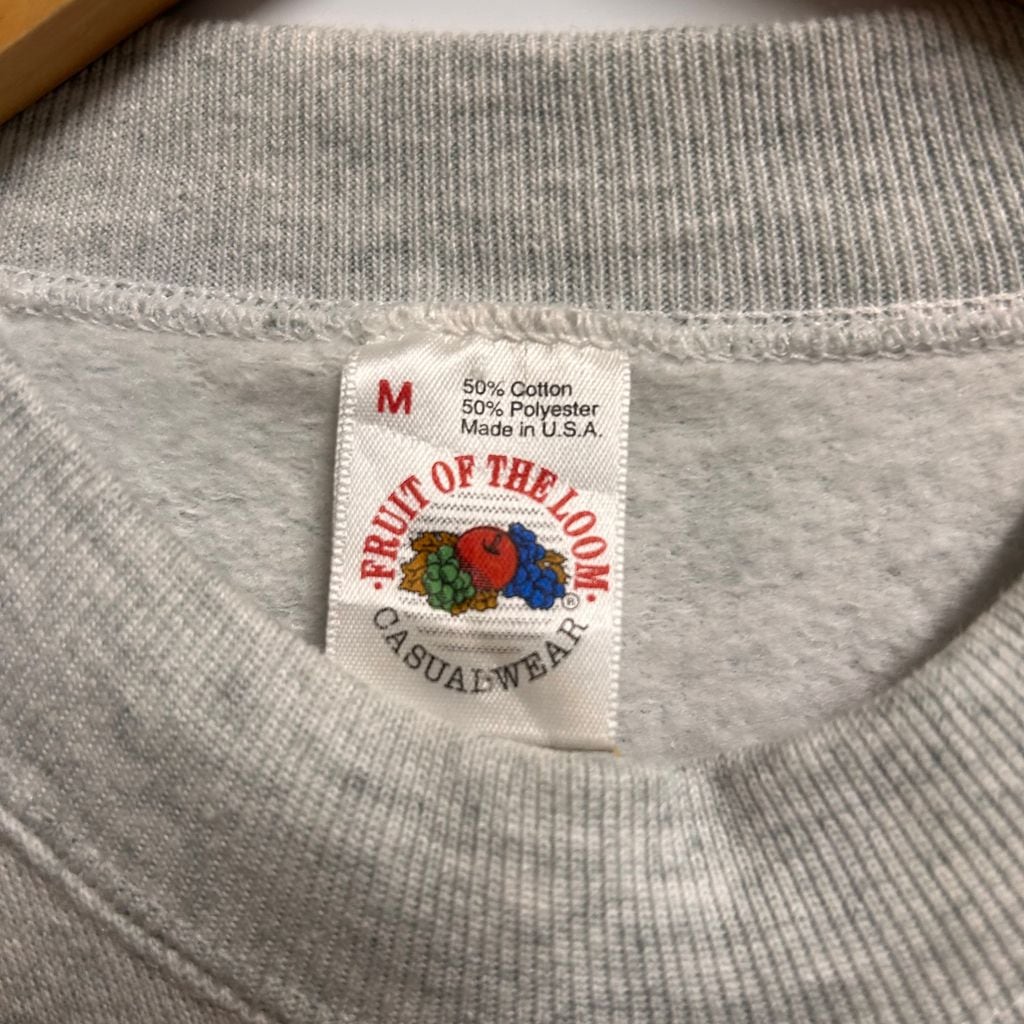 M
50% Cotton
50% Polyester
Made in U.S.A.
·FRUIT OF THE LOOM·
®
CASUALWEAR